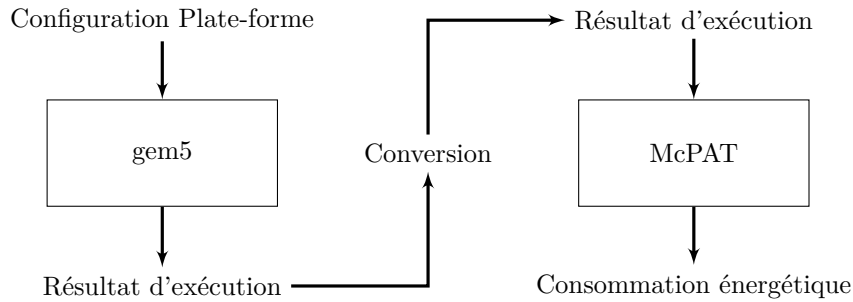 Configuration Plate-forme
gem5
Résultat d'exécution
Conversion
Résultat d'exécution
McPAT
Consommation énergétique